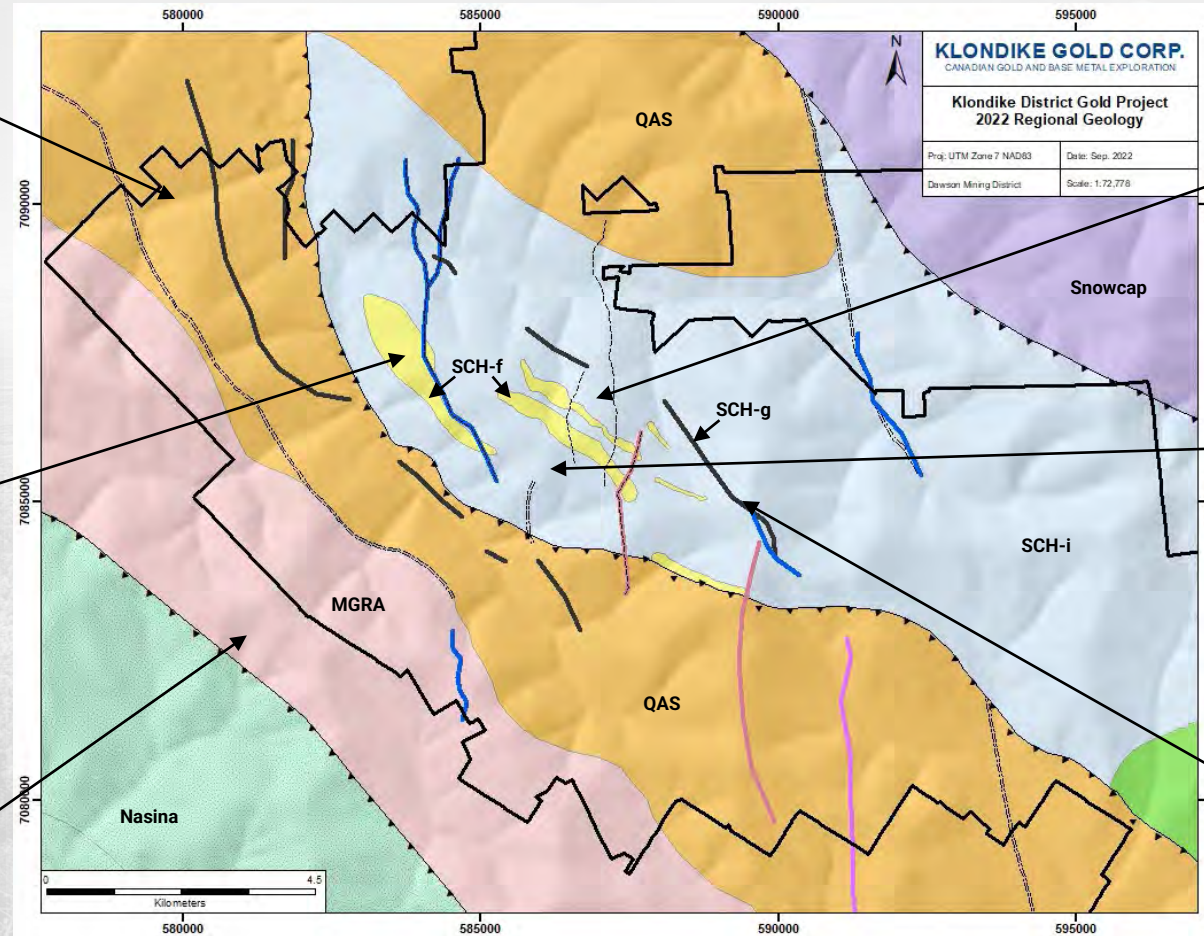 580000
585000
590000
595000
N
KLONDIKE GOLD CORP.
CANADIAN GOLD AND BASE METAL EXPLORATION
Klondike District Gold Project
2022 Regional Geology
Proj: UTM Zone 7 NAD83
Date: Sep. 2022
Dawson Mining District
Scale: 1:72,778
QAS
7090000
Snowcap
SCH-f
SCH-g
7085000
SCH-i
MGRA
QAS
7080000
Nasina
0
4.5
Kilometers
580000
585000
590000
595000